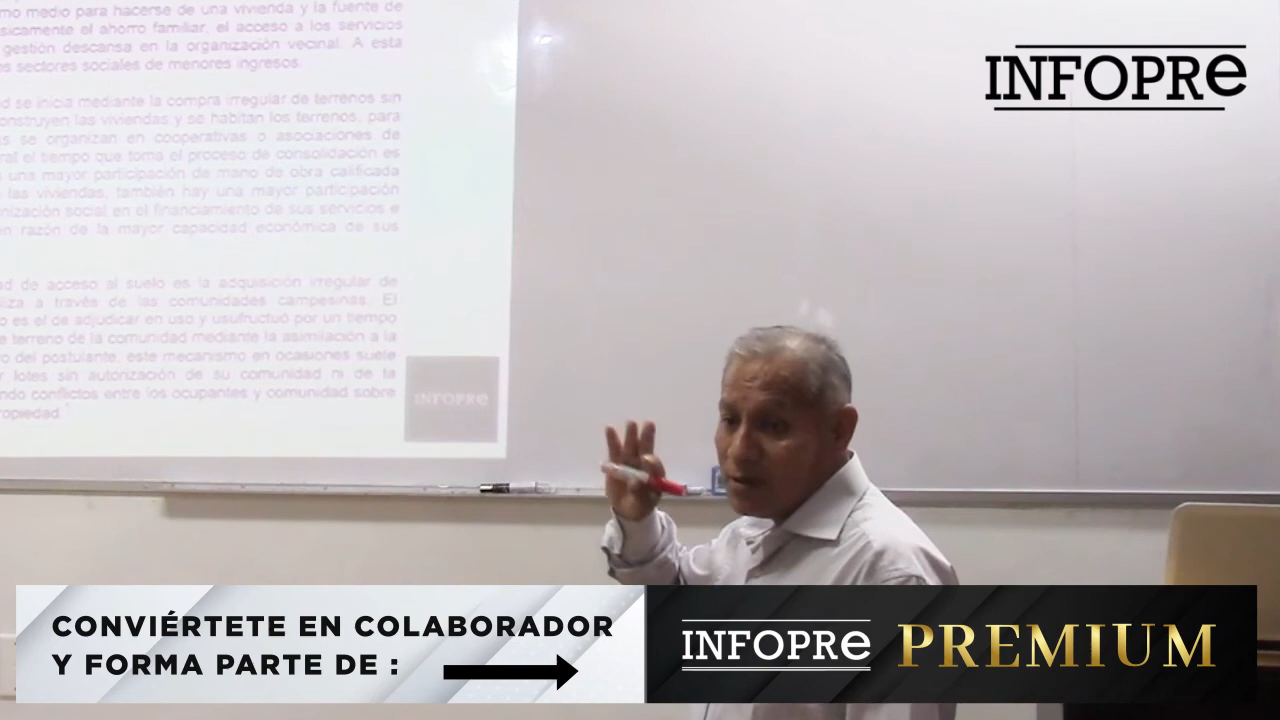 mo medio para hacerse de una vivienda y la fuente de
sicamente el ahorro familiar, el acceso a los servicios
gestión descansa en la organización vecinal. A esta
es sectores sociales de menores ingresos.
d se inicia mediante la compra irregular de terrenos sin
onstruyen las viviendas y se habitan los terrenos, para
s se organizan en cooperativas o asociaciones de
ral el tiempo que toma el proceso de consolidación es
una mayor participación de mano de obra calificada
las viviendas, también hay una mayor participación
nización social en el financiamiento de sus servicios e
n razón de la mayor capacidad económica de sus
ad de acceso al suelo es la adquisición irregular de
liza a través de las comunidades campesinas. El
o es el de adjudicar en uso y usufructuó por un tiempo
e terreno de la comunidad mediante la asimilación a la
ro del postulante, este mecanismo en ocasiones suele
r lotes sin autorización de su comunidad ni de la
ndo conflictos entre los ocupantes y comunidad sobre
ropiedad.
INFOPRe
INFOPRe
CONVIÉRTETE EN COLABORADOR
Y FORMA PARTE DE :
INFOPRe PREMIUM